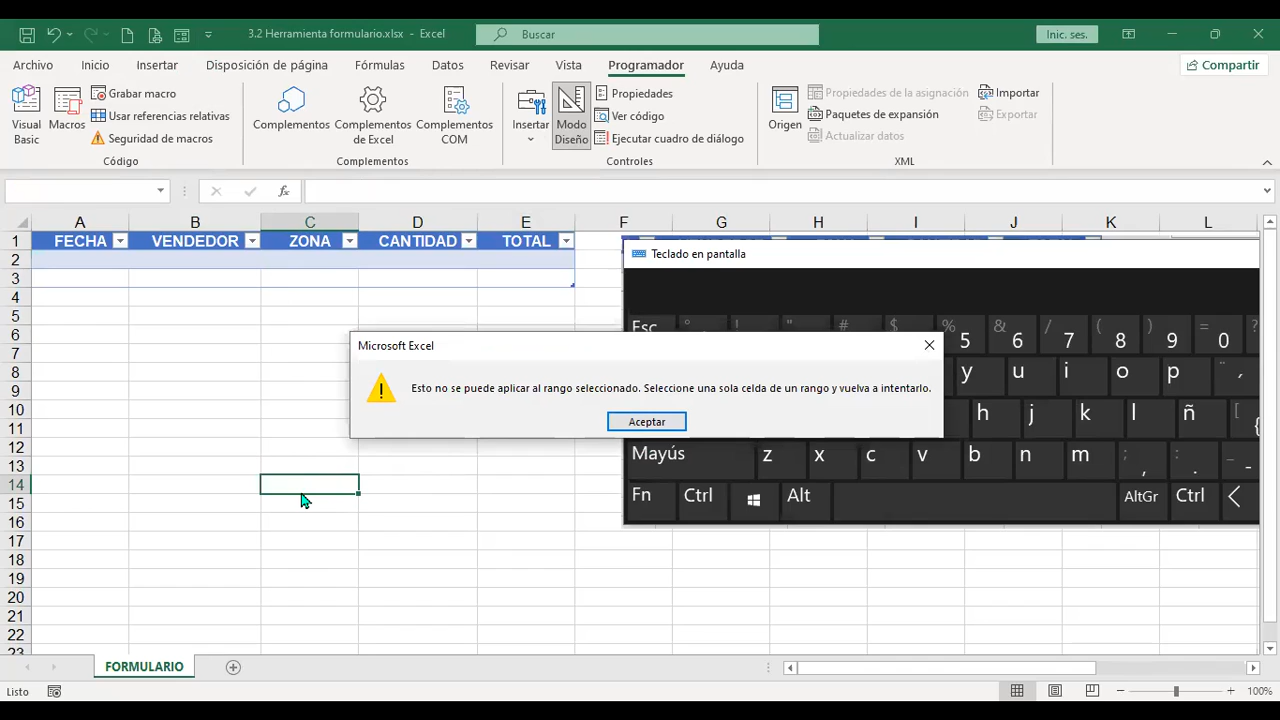 3.2 Herramienta formulario.xlsx - Excel
Buscar
Inic. ses.
Archivo Inicio Insertar Disposición de página Fórmulas Datos Revisar Vista Programador Ayuda Compartir
Visual Basic
Macros
Grabar macro
Usar referencias relativas
Seguridad de macros
Código
Complementos
Complementos de Excel
Complementos COM
Complementos
Insertar
Modo Diseño
Propiedades
Ver código
Ejecutar cuadro de diálogo
Controles
Origen
Propiedades de la asignación
Paquetes de expansión
Actualizar datos
Importar
Exportar
XML
fx
A B C D E F G H I J K L
1 FECHA VENDEDOR ZONA CANTIDAD TOTAL
2
3
4
5
6
7
8
9
10
11
12
13
14
15
16
17
18
19
20
21
22
23
Teclado en pantalla
Esc ° ! " # $ % 5 & 6 / 7 ( 8 ) 9 = 0 ?
y u i o p ¨ ´
h j k l ñ [ {
Mayús z x c v b n m ; , : . _ -
Fn Ctrl Alt AltGr Ctrl
Microsoft Excel
Esto no se puede aplicar al rango seleccionado. Seleccione una sola celda de un rango y vuelva a intentarlo.
Aceptar
FORMULARIO
Listo
100%